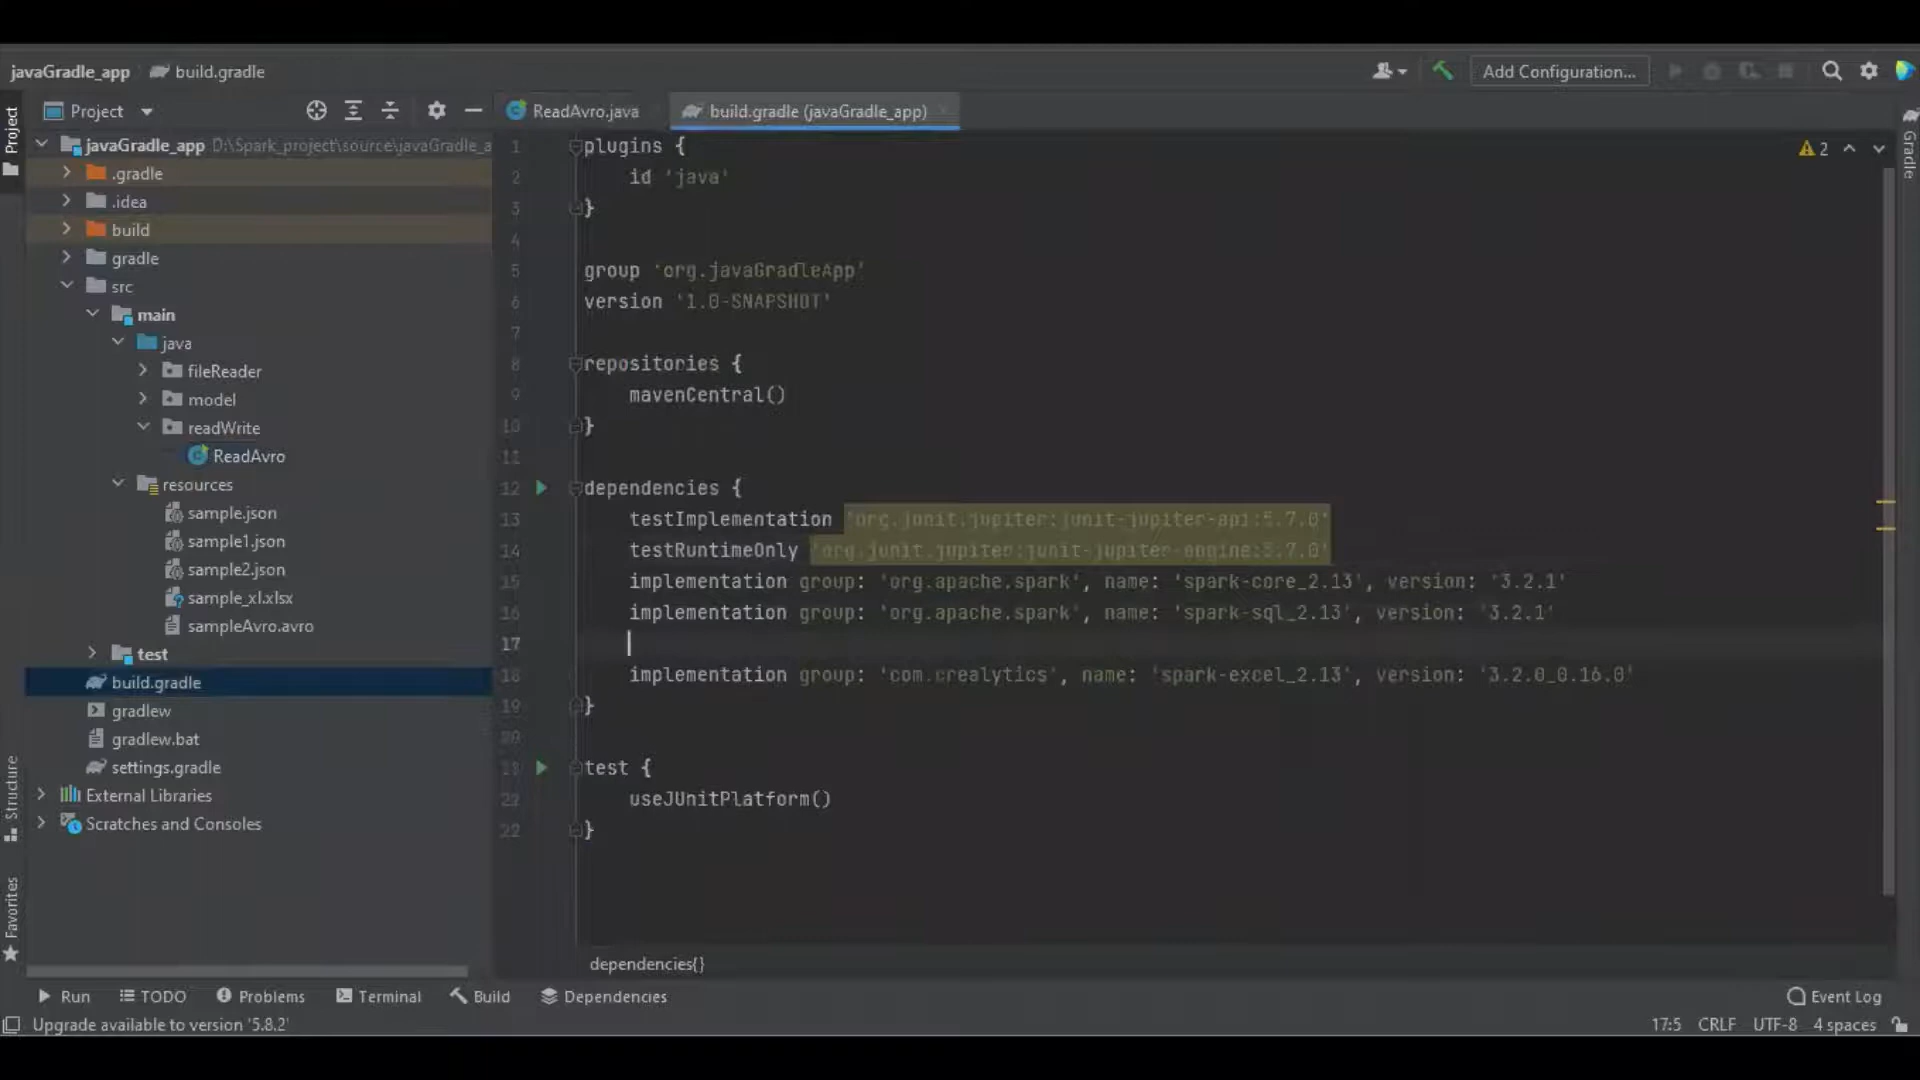 javaGradle_app
build.gradle
Add Configuration...
Project
ReadAvro.java
build.gradle (javaGradle_app)
Project
javaGradle_app D:\Spark_project\source\javaGradle_a
.gradle
.idea
build
gradle
src
main
java
fileReader
model
readWrite
ReadAvro
resources
sample.json
sample1.json
sample2.json
sample_xl.xlsx
sampleAvro.avro
test
build.gradle
gradlew
gradlew.bat
settings.gradle
External Libraries
Scratches and Consoles
Structure
Favorites
1 plugins {
2 id 'java'
3 }
4
5 group 'org.javaGradleApp'
6 version '1.0-SNAPSHOT'
7
8 repositories {
9 mavenCentral()
10 }
11
12 dependencies {
13 testImplementation 'org.junit.jupiter:junit-jupiter-api:5.7.0'
14 testRuntimeOnly 'org.junit.jupiter:junit-jupiter-engine:5.7.0'
15 implementation group: 'org.apache.spark', name: 'spark-core_2.13', version: '3.2.1'
16 implementation group: 'org.apache.spark', name: 'spark-sql_2.13', version: '3.2.1'
17
18 implementation group: 'com.crealytics', name: 'spark-excel_2.13', version: '3.2.0_0.16.0'
19 }
20
test {
useJUnitPlatform()
22 }
2
Gradle
dependencies{}
Run
TODO
Problems
Terminal
Build
Dependencies
Event Log
Upgrade available to version '5.8.2'
17:5 CRLF UTF-8 4 spaces